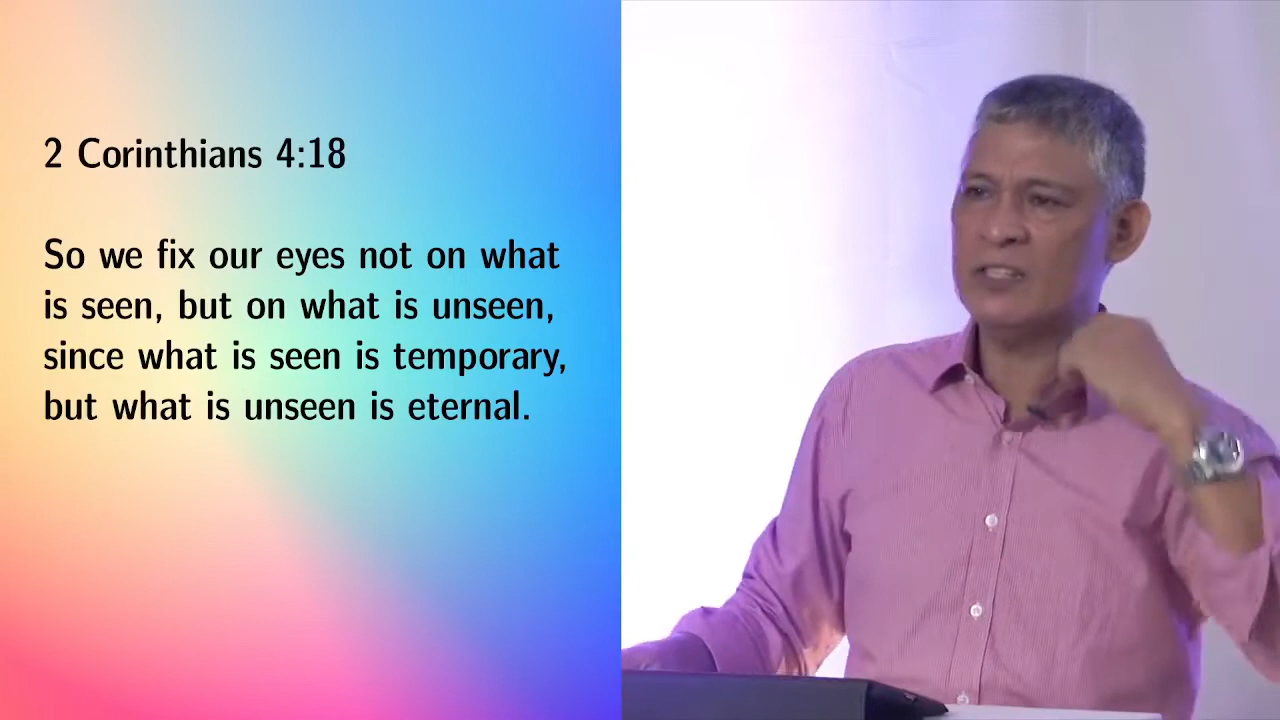 2 Corinthians 4:18
So we fix our eyes not on what
is seen, but on what is unseen,
since what is seen is temporary,
but what is unseen is eternal.